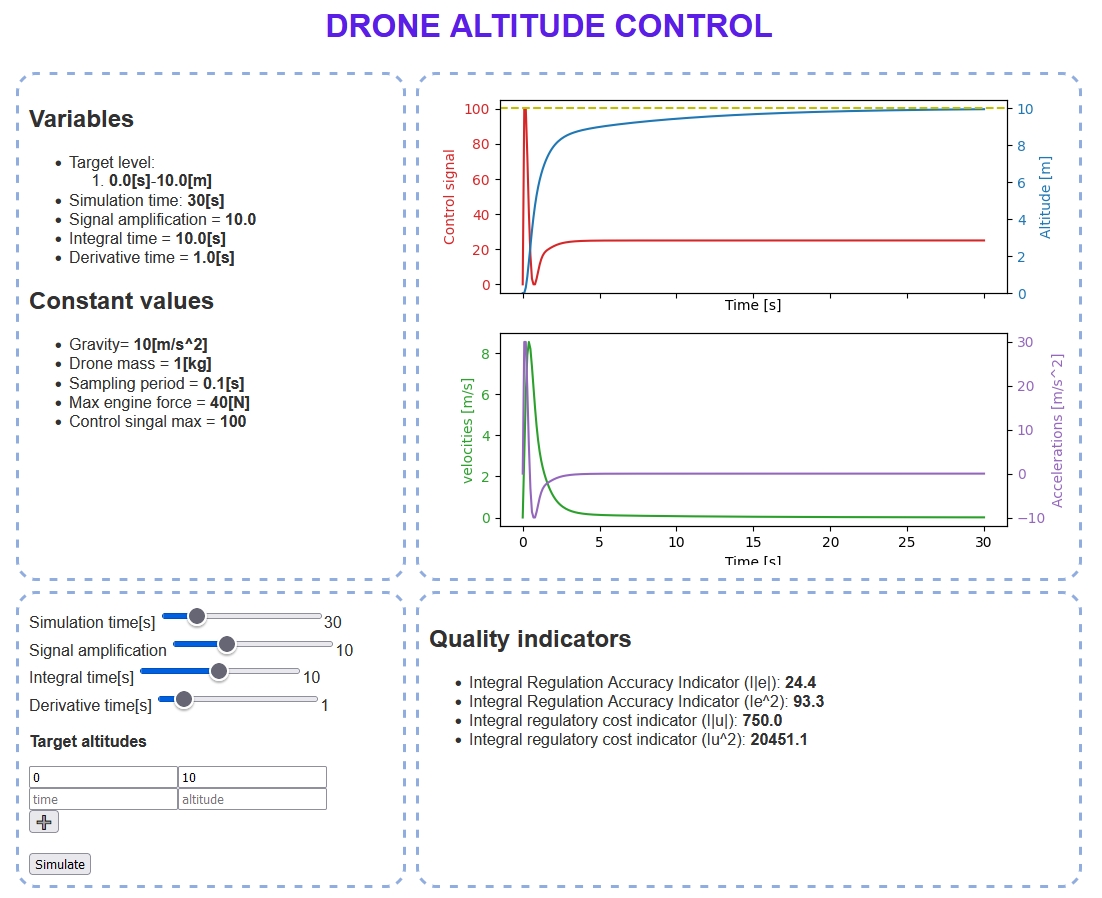 DRONE ALTITUDE CONTROL
Variables
Target level:
1. 0.0[s]-10.0[m]
Simulation time: 30[s]
Signal amplification = 10.0
Integral time = 10.0[s]
Derivative time = 1.0[s]
Constant values
Gravity= 10[m/s^2]
Drone mass = 1[kg]
Sampling period = 0.1[s]
Max engine force = 40[N]
Control singal max = 100
Control signal
100
80
60
40
20
0
10
8
6
4
2
0
Altitude [m]
Time [s]
velocities [m/s]
8
6
4
2
0
30
20
10
0
−10
Accelerations [m/s^2]
0 5 10 15 20 25 30
Time [s]
Simulation time[s] 30
Signal amplification 10
Integral time[s] 10
Derivative time[s] 1
Target altitudes
0 10
time altitude
Simulate
Quality indicators
Integral Regulation Accuracy Indicator (I|e|): 24.4
Integral Regulation Accuracy Indicator (Ie^2): 93.3
Integral regulatory cost indicator (I|u|): 750.0
Integral regulatory cost indicator (Iu^2): 20451.1